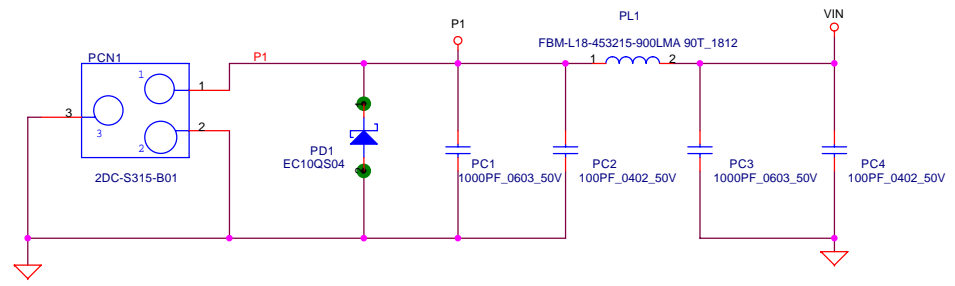 PL1
P1
VIN
FBM-L18-453215-900LMA 90T_1812
PCN1
P1
1
2
1
1
3
2
3
2
PD1
EC10QS04
PC1
1000PF_0603_50V
PC2
100PF_0402_50V
PC3
1000PF_0603_50V
PC4
100PF_0402_50V
2DC-S315-B01